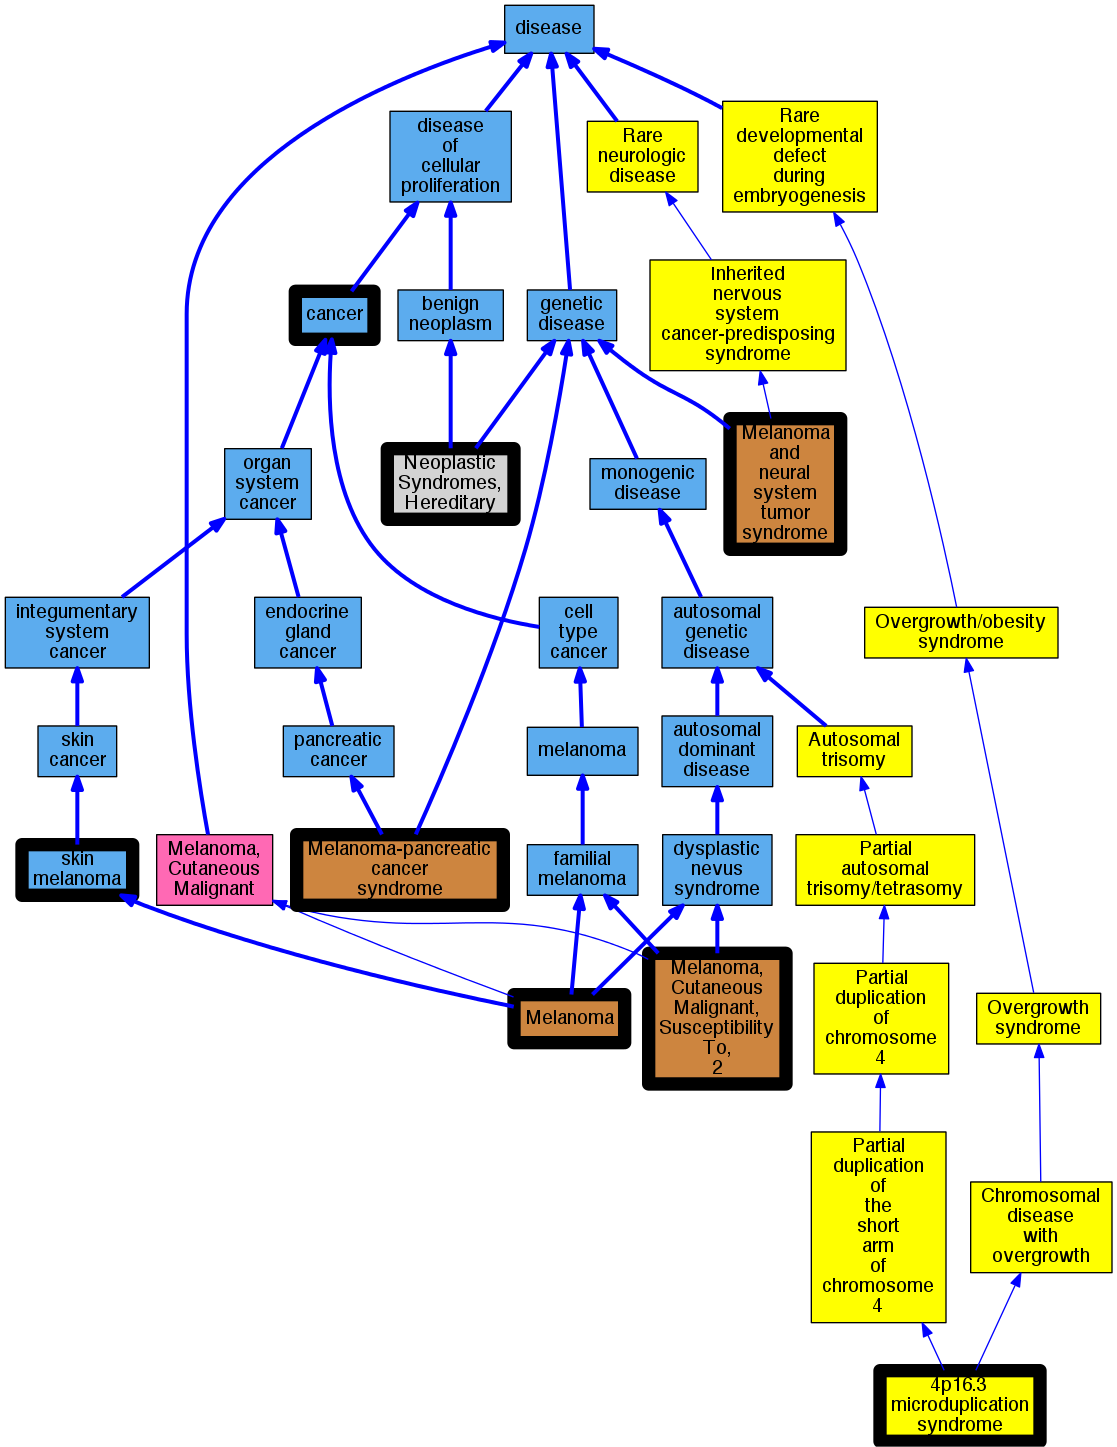 disease
disease
of
cellular
proliferation
Rare
neurologic
disease
Rare
developmental
defect
during
embryogenesis
cancer
benign
neoplasm
genetic
disease
Inherited
nervous
system
cancer-predisposing
syndrome
organ
system
cancer
Neoplastic
Syndromes,
Hereditary
monogenic
disease
Melanoma
and
neural
system
tumor
syndrome
integumentary
system
cancer
endocrine
gland
cancer
cell
type
cancer
autosomal
genetic
disease
Overgrowth/obesity
syndrome
skin
cancer
pancreatic
cancer
melanoma
autosomal
dominant
disease
Autosomal
trisomy
skin
melanoma
Melanoma,
Cutaneous
Malignant
Melanoma-pancreatic
cancer
syndrome
familial
melanoma
dysplastic
nevus
syndrome
Partial
autosomal
trisomy/tetrasomy
Melanoma
Melanoma,
Cutaneous
Malignant,
Susceptibility
To,
2
Partial
duplication
of
chromosome
4
Overgrowth
syndrome
Partial
duplication
of
the
short
arm
of
chromosome
4
Chromosomal
disease
with
overgrowth
4p16.3
microduplication
syndrome